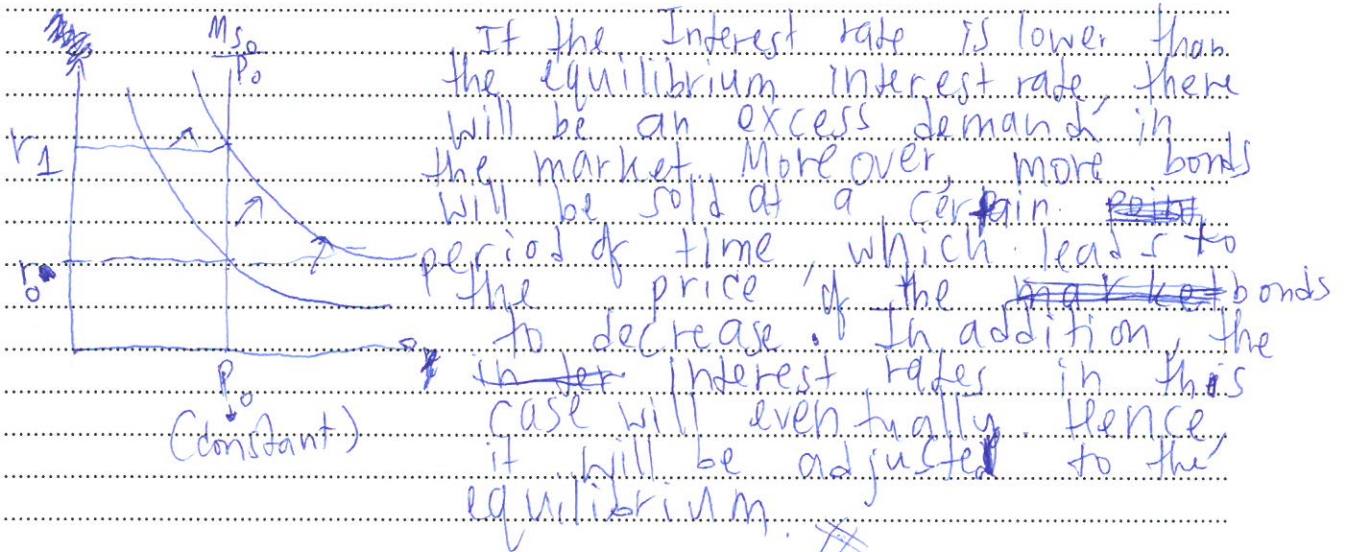 Ms₀
P₀
r₁
r₀
P₀
(Constant)
If the Interest rate is lower than
the equilibrium interest rate, there
will be an excess demand in
the market. Moreover, more bonds
will be sold at a certain
period of time, which leads to
the price of the bonds
to decrease. In addition, the
interest rates in this
case will eventually. Hence,
it will be adjusted to the
equilibrium.